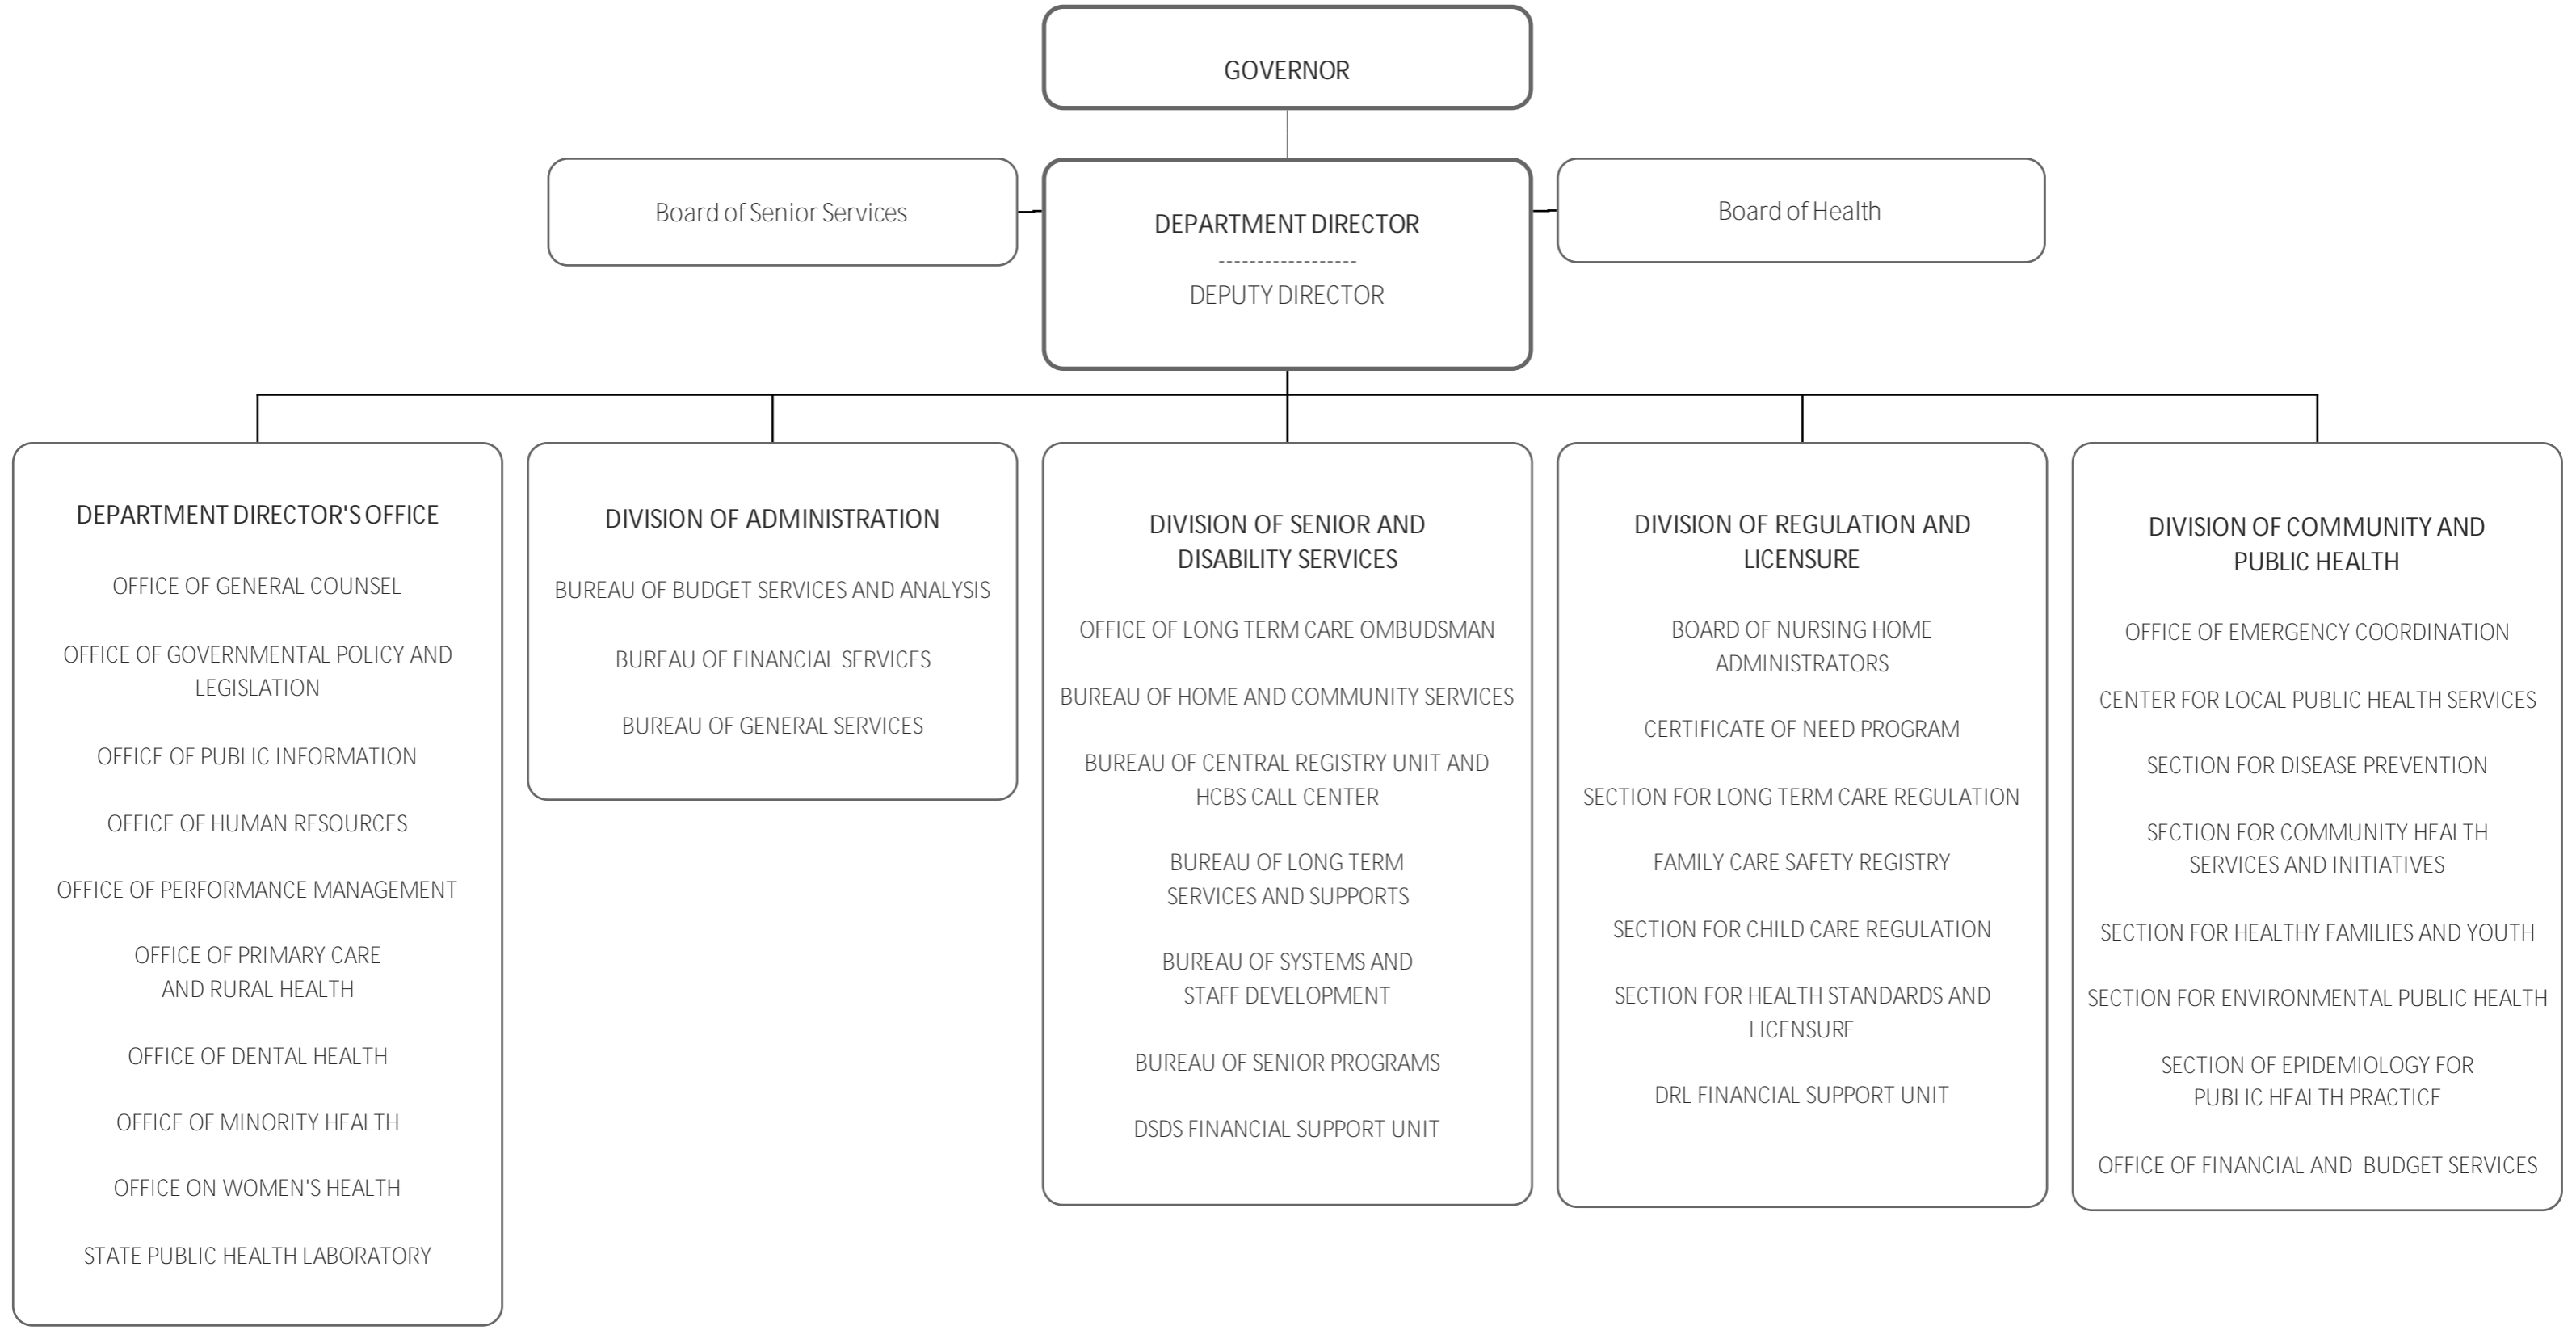 GOVERNOR
Board of Senior Services
DEPARTMENT DIRECTOR
------------------
DEPUTY DIRECTOR
Board of Health
DEPARTMENT DIRECTOR'S OFFICE
OFFICE OF GENERAL COUNSEL
OFFICE OF GOVERNMENTAL POLICY AND
LEGISLATION
OFFICE OF PUBLIC INFORMATION
OFFICE OF HUMAN RESOURCES
OFFICE OF PERFORMANCE MANAGEMENT
OFFICE OF PRIMARY CARE
AND RURAL HEALTH
OFFICE OF DENTAL HEALTH
OFFICE OF MINORITY HEALTH
OFFICE ON WOMEN'S HEALTH
STATE PUBLIC HEALTH LABORATORY
DIVISION OF ADMINISTRATION
BUREAU OF BUDGET SERVICES AND ANALYSIS
BUREAU OF FINANCIAL SERVICES
BUREAU OF GENERAL SERVICES
DIVISION OF SENIOR AND
DISABILITY SERVICES
OFFICE OF LONG TERM CARE OMBUDSMAN
BUREAU OF HOME AND COMMUNITY SERVICES
BUREAU OF CENTRAL REGISTRY UNIT AND
HCBS CALL CENTER
BUREAU OF LONG TERM
SERVICES AND SUPPORTS
BUREAU OF SYSTEMS AND
STAFF DEVELOPMENT
BUREAU OF SENIOR PROGRAMS
DSDS FINANCIAL SUPPORT UNIT
DIVISION OF REGULATION AND
LICENSURE
BOARD OF NURSING HOME
ADMINISTRATORS
CERTIFICATE OF NEED PROGRAM
SECTION FOR LONG TERM CARE REGULATION
FAMILY CARE SAFETY REGISTRY
SECTION FOR CHILD CARE REGULATION
SECTION FOR HEALTH STANDARDS AND
LICENSURE
DRL FINANCIAL SUPPORT UNIT
DIVISION OF COMMUNITY AND
PUBLIC HEALTH
OFFICE OF EMERGENCY COORDINATION
CENTER FOR LOCAL PUBLIC HEALTH SERVICES
SECTION FOR DISEASE PREVENTION
SECTION FOR COMMUNITY HEALTH
SERVICES AND INITIATIVES
SECTION FOR HEALTHY FAMILIES AND YOUTH
SECTION FOR ENVIRONMENTAL PUBLIC HEALTH
SECTION OF EPIDEMIOLOGY FOR
PUBLIC HEALTH PRACTICE
OFFICE OF FINANCIAL AND BUDGET SERVICES